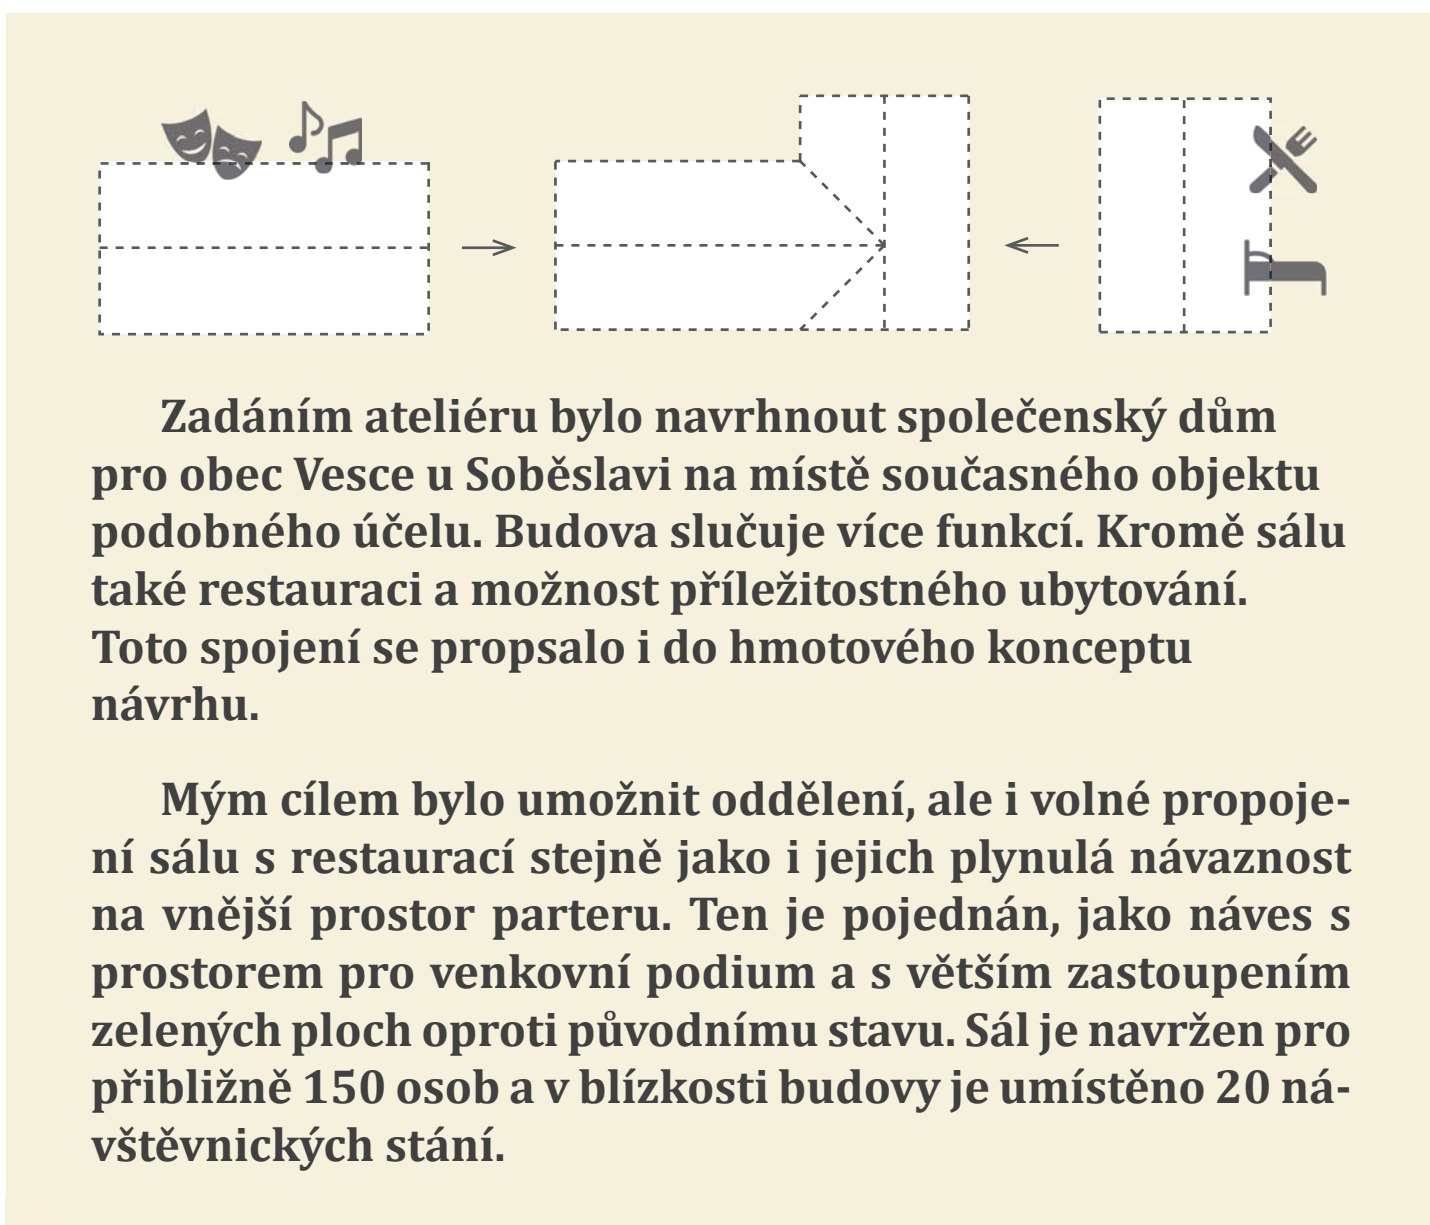 Zadáním ateliéru bylo navrhnout společenský dům
pro obec Vesce u Soběslavi na místě současného objektu
podobného účelu. Budova slučuje více funkcí. Kromě sálu
také restauraci a možnost příležitostného ubytování.
Toto spojení se propsalo i do hmotového konceptu
návrhu.
Mým cílem bylo umožnit oddělení, ale i volné propoje-
ní sálu s restaurací stejně jako i jejich plynulá návaznost
na vnější prostor parteru. Ten je pojednán, jako náves s
prostorem pro venkovní podium a s větším zastoupením
zelených ploch oproti původnímu stavu. Sál je navržen pro
přibližně 150 osob a v blízkosti budovy je umístěno 20 ná-
vštěvnických stání.